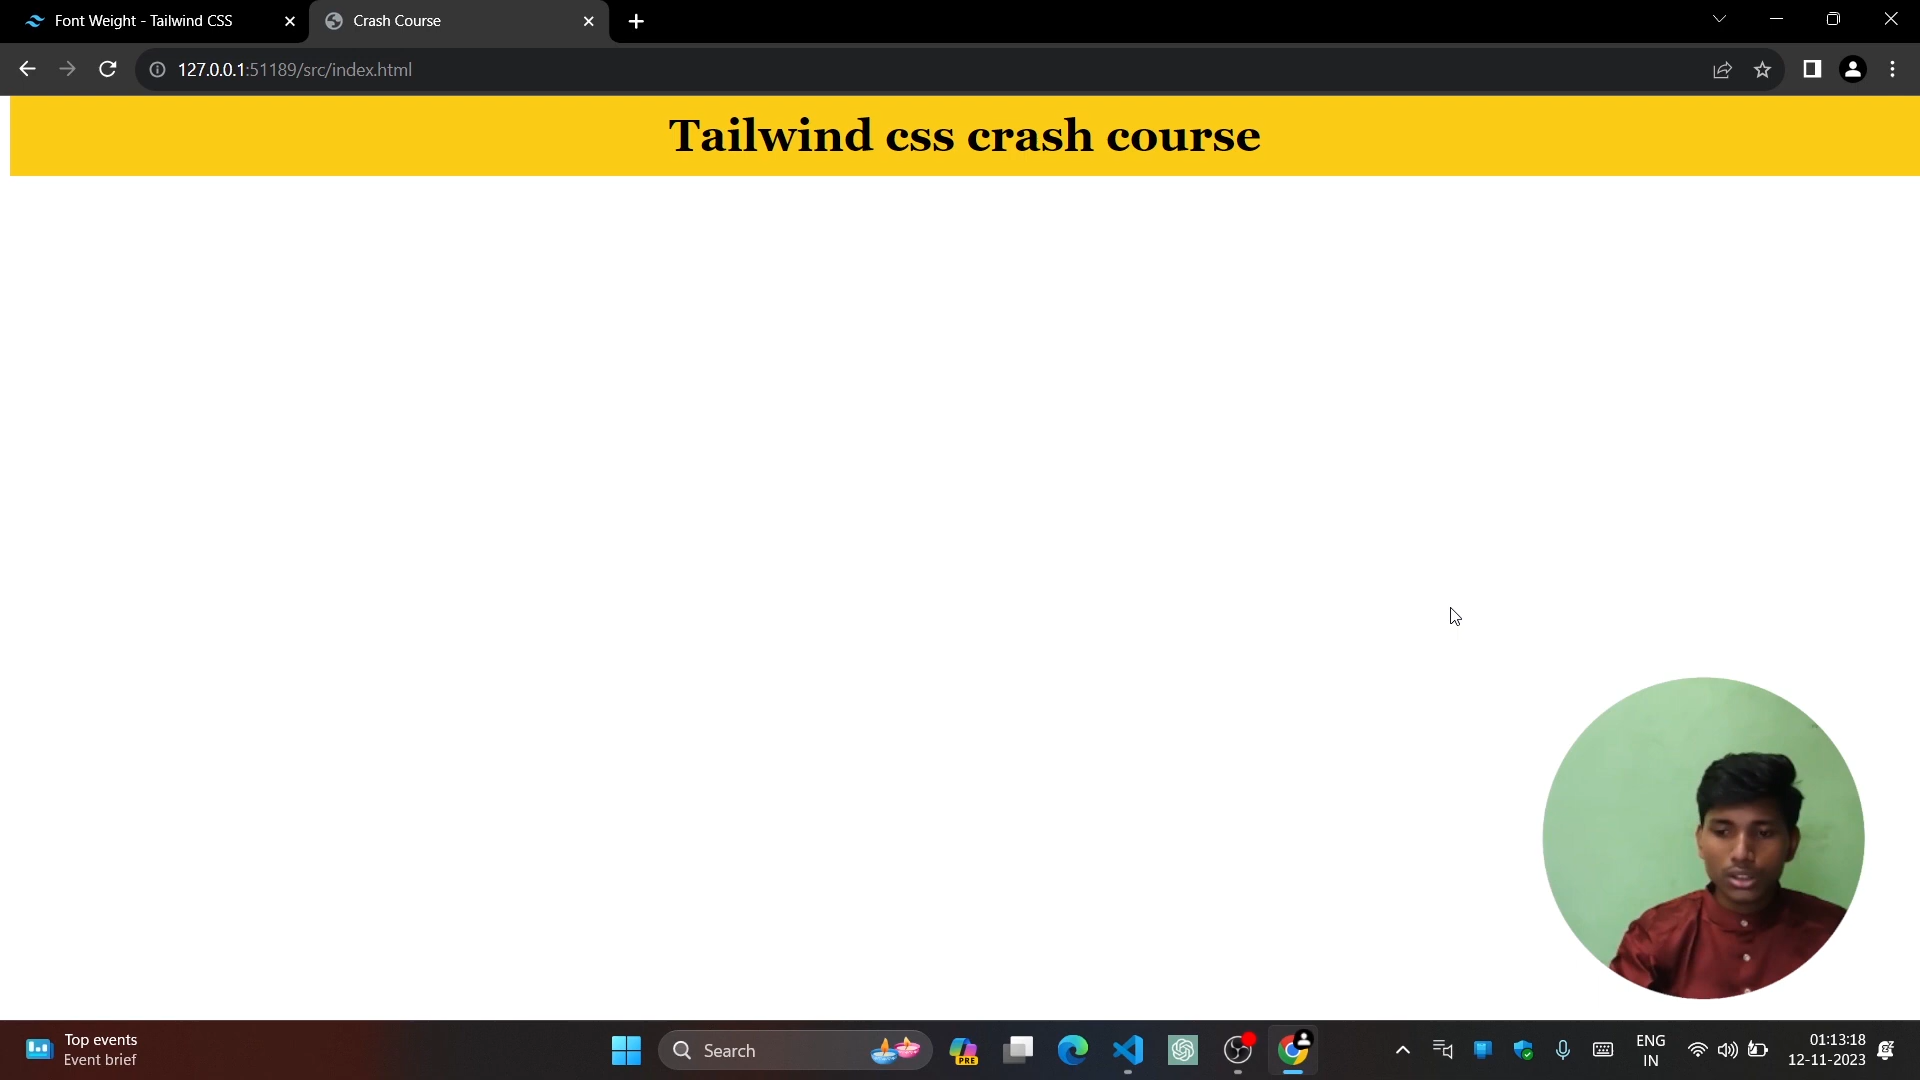 Font Weight - Tailwind CSS
Crash Course
127.0.0.1:51189/src/index.html
Tailwind css crash course
Top events
Event brief
Search
PRE
ENG
IN
01:13:18
12-11-2023